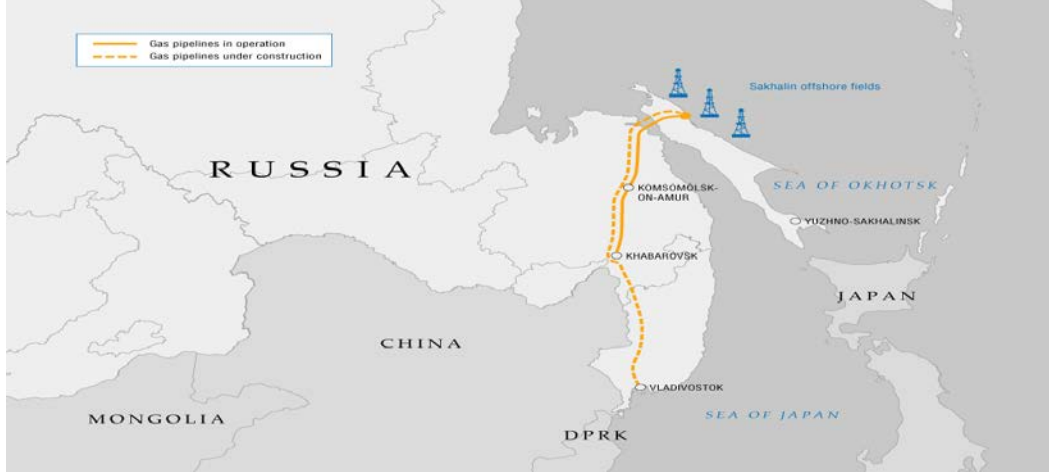 Gas pipelines in operation
Gas pipelines under construction
Sakhalin offshore fields
RUSSIA
SEA OF OKHOTSK
KOMSOMOLSK-
ON-AMUR
YUZHNO-SAKHALINSK
KHABAROVSK
JAPAN
CHINA
VLADIVOSTOK
MONGOLIA
SEA OF JAPAN
DPRK